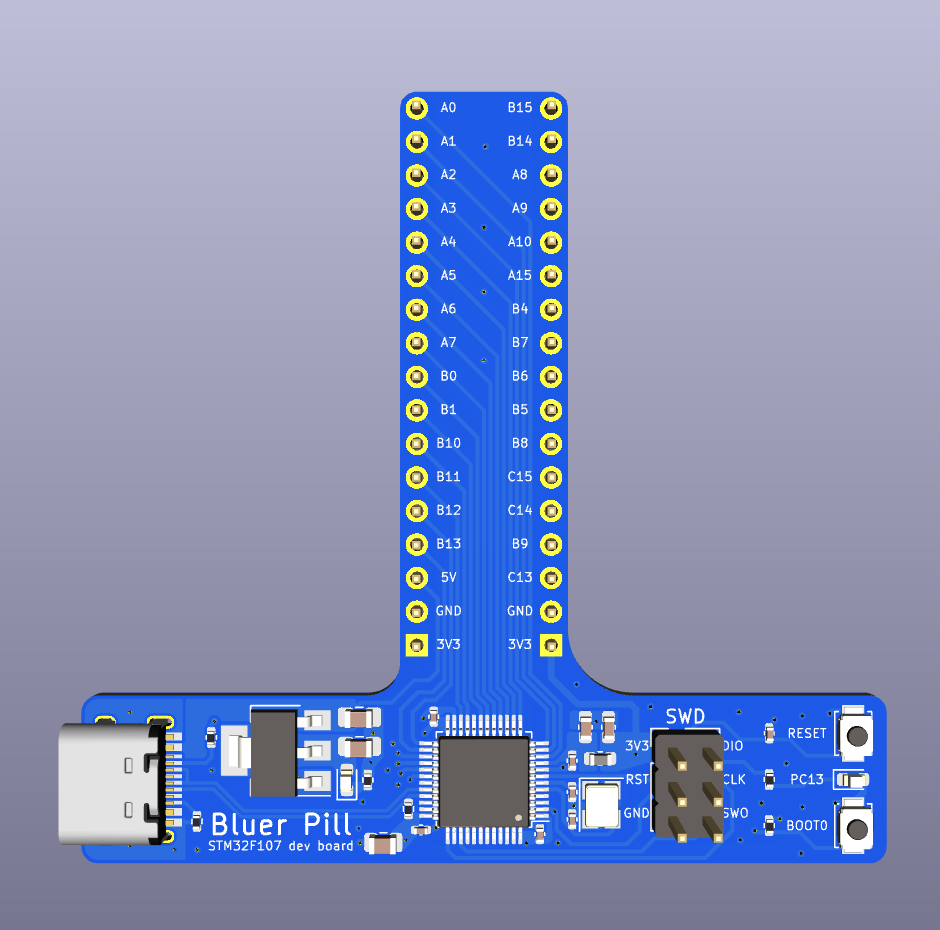 A0 B15
A1 B14
A2 A8
A3 A9
A4 A10
A5 A15
A6 B4
A7 B7
B0 B6
B1 B5
B10 B8
B11 C15
B12 C14
B13 B9
5V C13
GND GND
3V3 3V3
SWD
RESET
3V3 DIO
RST CLK
PC13
GND SWO
BOOT0
Bluer Pill
STM32F107 dev board